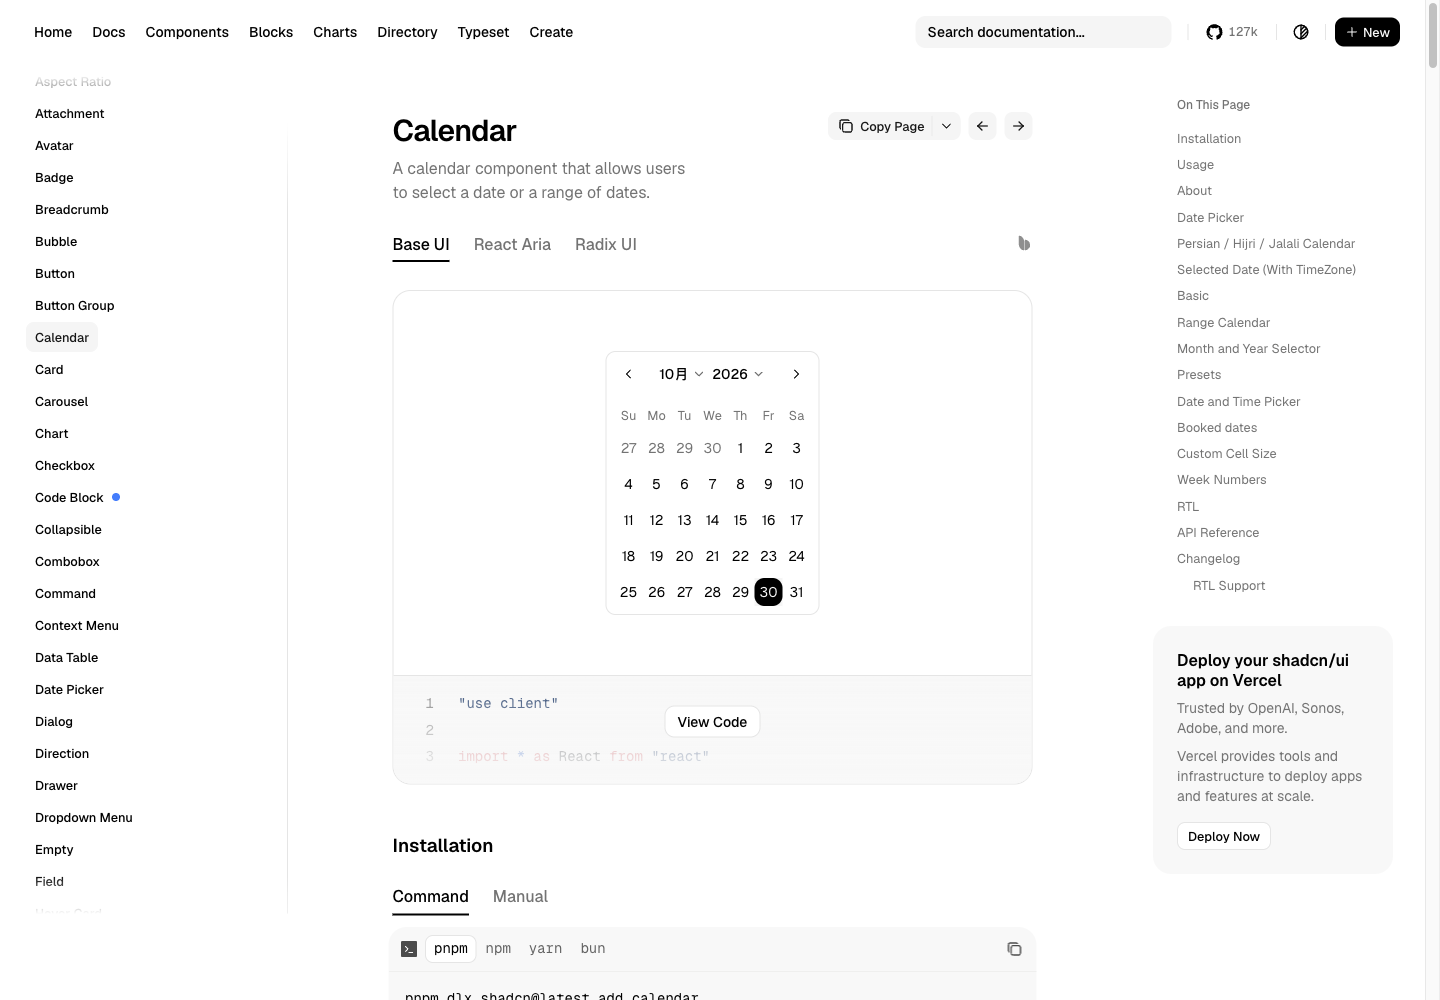 Home Docs Components Blocks Charts Directory Typeset Create
Search documentation...
127k
New
Aspect Ratio
Attachment
Avatar
Badge
Breadcrumb
Bubble
Button
Button Group
Calendar
Card
Carousel
Chart
Checkbox
Code Block
Collapsible
Combobox
Command
Context Menu
Data Table
Date Picker
Dialog
Direction
Drawer
Dropdown Menu
Empty
Field
Calendar
Copy Page
A calendar component that allows users
to select a date or a range of dates.
Base UI React Aria Radix UI
10月 2026
Su Mo Tu We Th Fr Sa
27 28 29 30 1 2 3
4 5 6 7 8 9 10
11 12 13 14 15 16 17
18 19 20 21 22 23 24
25 26 27 28 29 30 31
1 "use client"
2
View Code
3 import * as React from "react"
Installation
Command Manual
pnpm npm yarn bun
pnpm dlx shadcn@latest add calendar
On This Page
Installation
Usage
About
Date Picker
Persian / Hijri / Jalali Calendar
Selected Date (With TimeZone)
Basic
Range Calendar
Month and Year Selector
Presets
Date and Time Picker
Booked dates
Custom Cell Size
Week Numbers
RTL
API Reference
Changelog
RTL Support
Deploy your shadcn/ui
app on Vercel
Trusted by OpenAI, Sonos,
Adobe, and more.
Vercel provides tools and
infrastructure to deploy apps
and features at scale.
Deploy Now